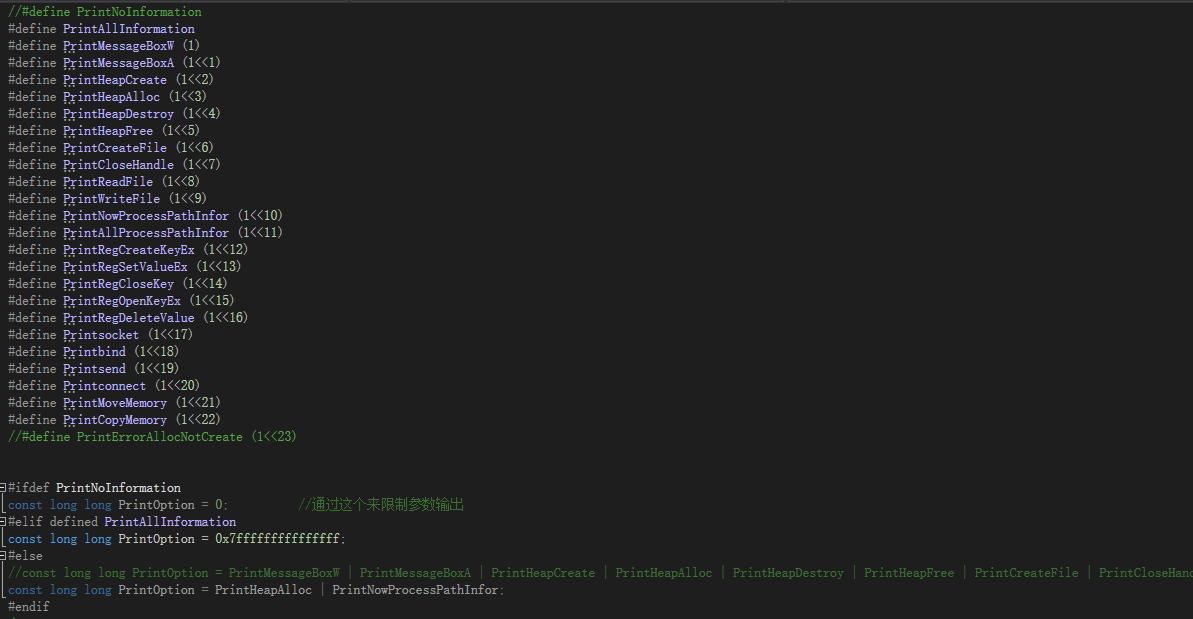 //#define PrintNoInformation
#define PrintAllInformation
#define PrintMessageBoxW (1)
#define PrintMessageBoxA (1<<1)
#define PrintHeapCreate (1<<2)
#define PrintHeapAlloc (1<<3)
#define PrintHeapDestroy (1<<4)
#define PrintHeapFree (1<<5)
#define PrintCreateFile (1<<6)
#define PrintCloseHandle (1<<7)
#define PrintReadFile (1<<8)
#define PrintWriteFile (1<<9)
#define PrintNowProcessPathInfor (1<<10)
#define PrintAllProcessPathInfor (1<<11)
#define PrintRegCreateKeyEx (1<<12)
#define PrintRegSetValueEx (1<<13)
#define PrintRegCloseKey (1<<14)
#define PrintRegOpenKeyEx (1<<15)
#define PrintRegDeleteValue (1<<16)
#define Printsocket (1<<17)
#define Printbind (1<<18)
#define Printsend (1<<19)
#define Printconnect (1<<20)
#define PrintMoveMemory (1<<21)
#define PrintCopyMemory (1<<22)
//#define PrintErrorAllocNotCreate (1<<23)
#ifdef PrintNoInformation
const long long PrintOption = 0; //通过这个来限制参数输出
#elif defined PrintAllInformation
const long long PrintOption = 0x7fffffffffffffff;
#else
//const long long PrintOption = PrintMessageBoxW | PrintMessageBoxA | PrintHeapCreate | PrintHeapAlloc | PrintHeapDestroy | PrintHeapFree | PrintCreateFile | PrintCloseHand
const long long PrintOption = PrintHeapAlloc | PrintNowProcessPathInfor;
#endif